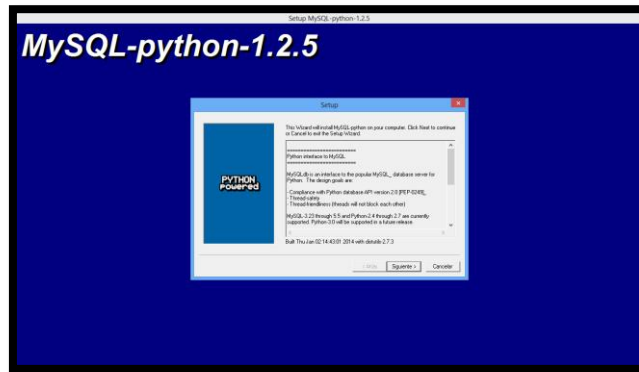 Setup MySQL-python-1.2.5
MySQL-python-1.2.5
Setup
This Wizard will install MySQL-python on your computer. Click Next to continue
or Cancel to exit the Setup Wizard.
PYTHON
Powered
========================
Python interface to MySQL
========================
MySQLdb is an interface to the popular MySQL_ database server for
Python. The design goals are:
- Compliance with Python database API version 2.0 [PEP-0249]_
- Thread-safety
- Thread-friendliness (threads will not block each other)
MySQL-3.23 through 5.5 and Python-2.4 through 2.7 are currently
supported. Python-3.0 will be supported in a future release.
Built Thu Jan 02 14:43:01 2014 with distutils 2.7.3
< Atrás
Siguiente >
Cancelar